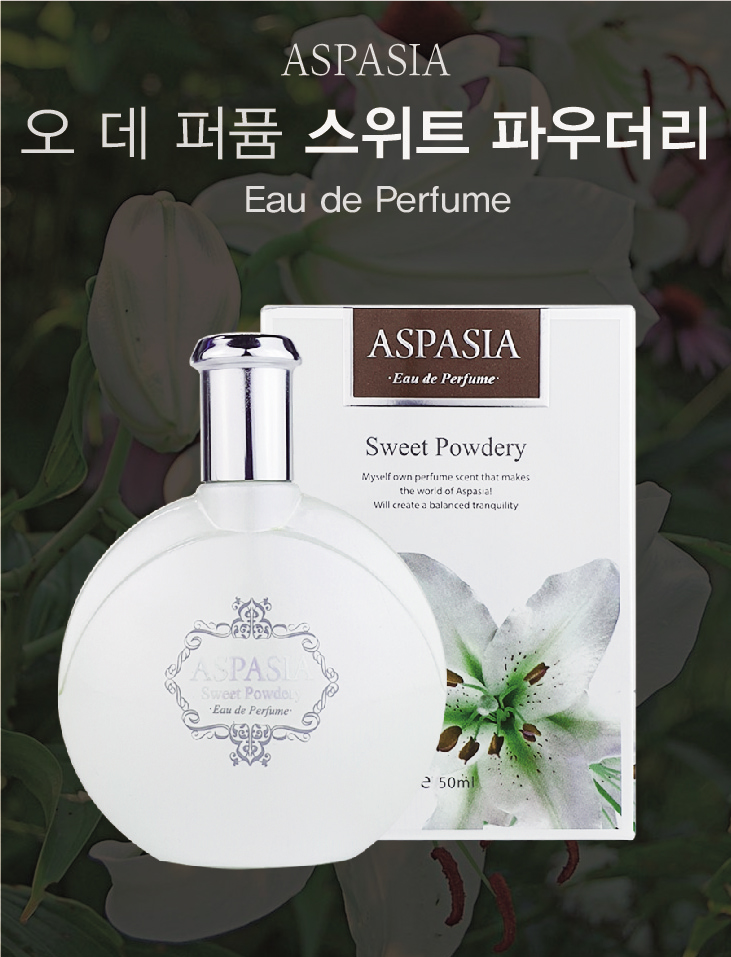 ASPASIA
오 데 퍼퓸 스위트 파우더리
Eau de Perfume
ASPASIA
·Eau de Perfume·
Sweet Powdery
Myself own perfume scent that makes
the world of Aspasia!
Will create a balanced tranquility
ASPASIA
Sweet Powdery
·Eau de Perfume·
e 50ml